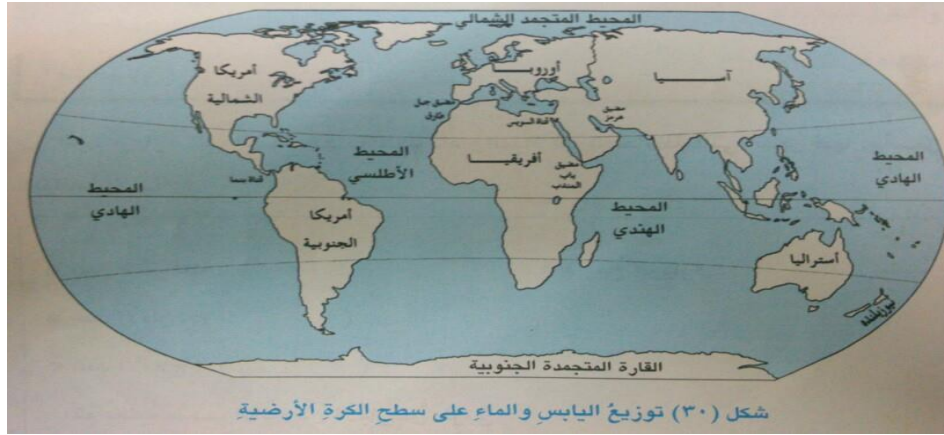 المحيط المتجمد الشمالي
أمريكا
الشمالية
أوروبا
آسيا
مضيق جبل
طارق
قناة السويس
مضيق
هرمز
المحيط
الأطلسي
أفريقيا
مضيق
باب
المندب
المحيط
الهادي
قناة بنما
المحيط
الهادي
أمريكا
الجنوبية
المحيط
الهندي
أستراليا
نيوزيلنده
القارة المتجمدة الجنوبية
شكل (٣٠) توزيعُ اليابسِ والماءِ على سطحِ الكرةِ الأرضيةِ